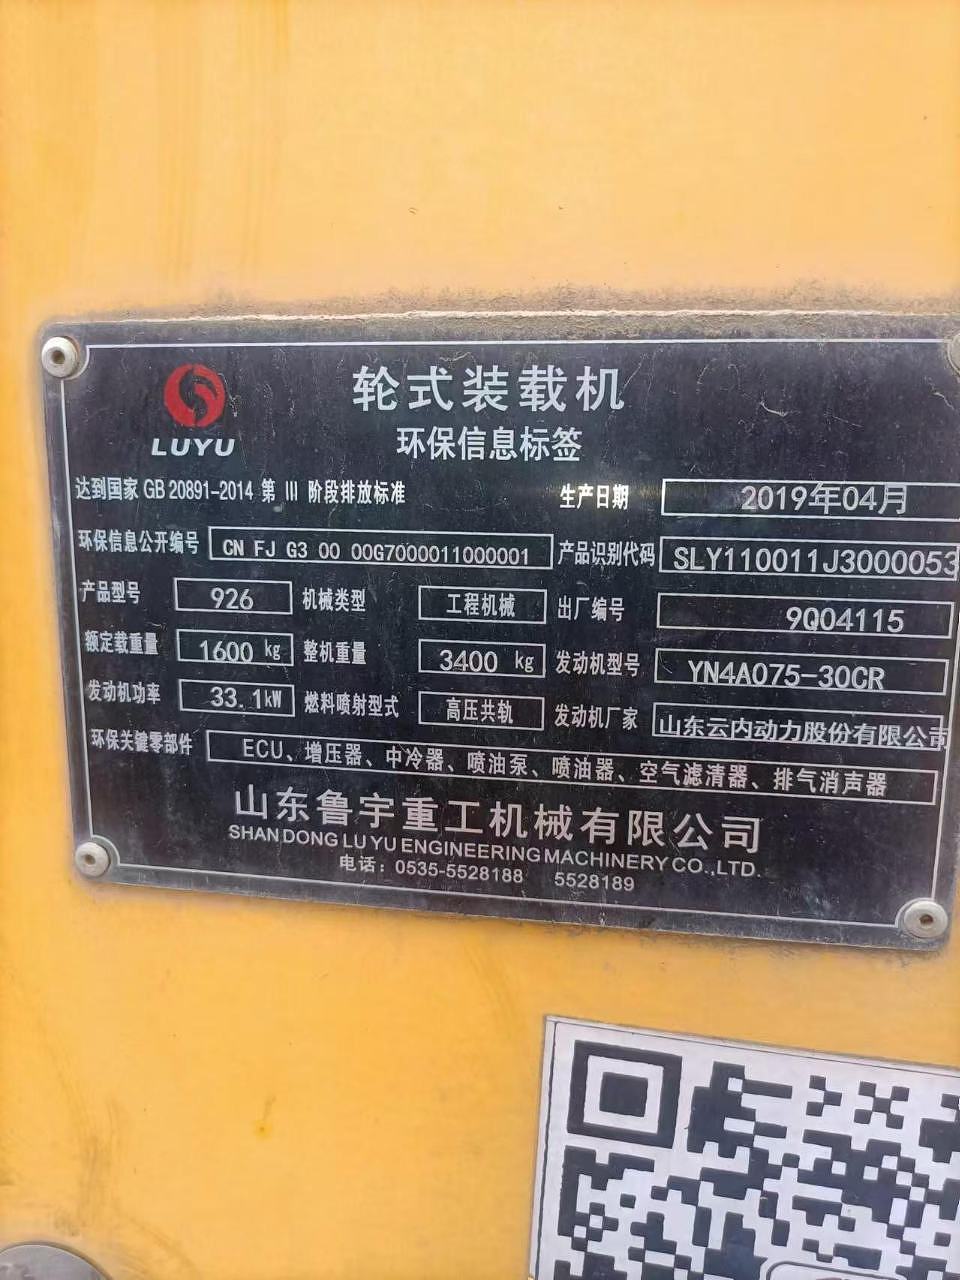 LUYU
轮式装载机
环保信息标签
达到国家 GB 20891-2014 第 III 阶段排放标准 生产日期 2019年04月
环保信息公开编号 CN FJ G3 00 00G7000011000001 产品识别代码 SLY110011J3000053
产品型号 926 机械类型 工程机械 出厂编号 9Q04115
额定载重量 1600 kg 整机重量 3400 kg 发动机型号 YN4A075-30CR
发动机功率 33.1kW 燃料喷射型式 高压共轨 发动机厂家 山东云内动力股份有限公司
环保关键零部件 ECU、增压器、中冷器、喷油泵、喷油器、空气滤清器、排气消声器
山东鲁宇重工机械有限公司
SHAN DONG LU YU ENGINEERING MACHINERY CO.,LTD.
电话：0535-5528188 5528189